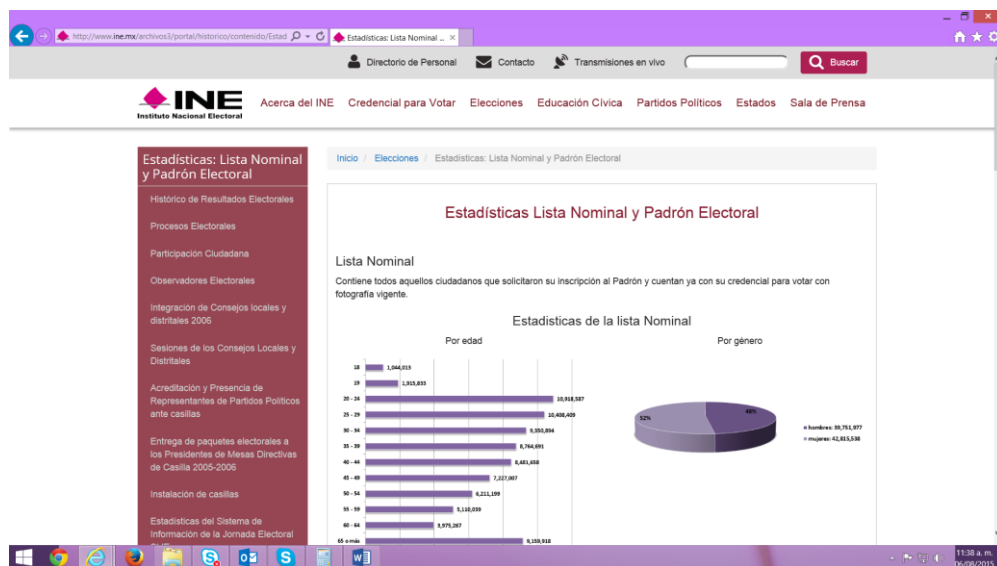 http://www.ine.mx/archivos3/portal/historico/contenido/Estad
Estadísticas: Lista Nominal ...
Directorio de Personal
Contacto
Transmisiones en vivo
Buscar
INE
Instituto Nacional Electoral
Acerca del INE
Credencial para Votar
Elecciones
Educación Cívica
Partidos Políticos
Estados
Sala de Prensa
Estadísticas: Lista Nominal
y Padrón Electoral
Histórico de Resultados Electorales
Procesos Electorales
Participación Ciudadana
Observadores Electorales
Integración de Consejos locales y
distritales 2006
Sesiones de los Consejos Locales y
Distritales
Acreditación y Presencia de
Representantes de Partidos Políticos
ante casillas
Entrega de paquetes electorales a
los Presidentes de Mesas Directivas
de Casilla 2005-2006
Instalación de casillas
Estadísticas del Sistema de
Información de la Jornada Electoral
Inicio / Elecciones / Estadísticas: Lista Nominal y Padrón Electoral
Estadísticas Lista Nominal y Padrón Electoral
Lista Nominal
Contiene todos aquellos ciudadanos que solicitaron su inscripción al Padrón y cuentan ya con su credencial para votar con
fotografía vigente.
Estadisticas de la lista Nominal
Por edad
18 1,044,013
19 1,915,833
20 - 24 10,918,587
25 - 29 10,408,409
30 - 34 9,350,894
35 - 39 8,764,691
40 - 44 8,481,658
45 - 49 7,227,007
50 - 54 6,211,199
55 - 59 5,110,039
60 - 64 3,975,267
65 o más 9,159,918
Por género
52%
48%
hombres: 39,751,977
mujeres: 42,815,538
11:38 a. m.
06/08/2015